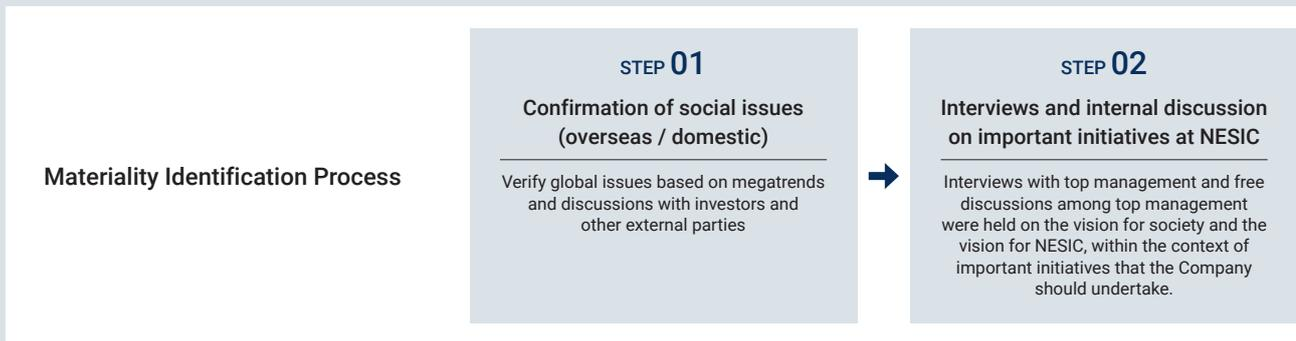 Materiality Identification Process
STEP 01
Confirmation of social issues
(overseas / domestic)
Verify global issues based on megatrends
and discussions with investors and
other external parties
STEP 02
Interviews and internal discussion
on important initiatives at NESIC
Interviews with top management and free
discussions among top management
were held on the vision for society and the
vision for NESIC, within the context of
important initiatives that the Company
should undertake.